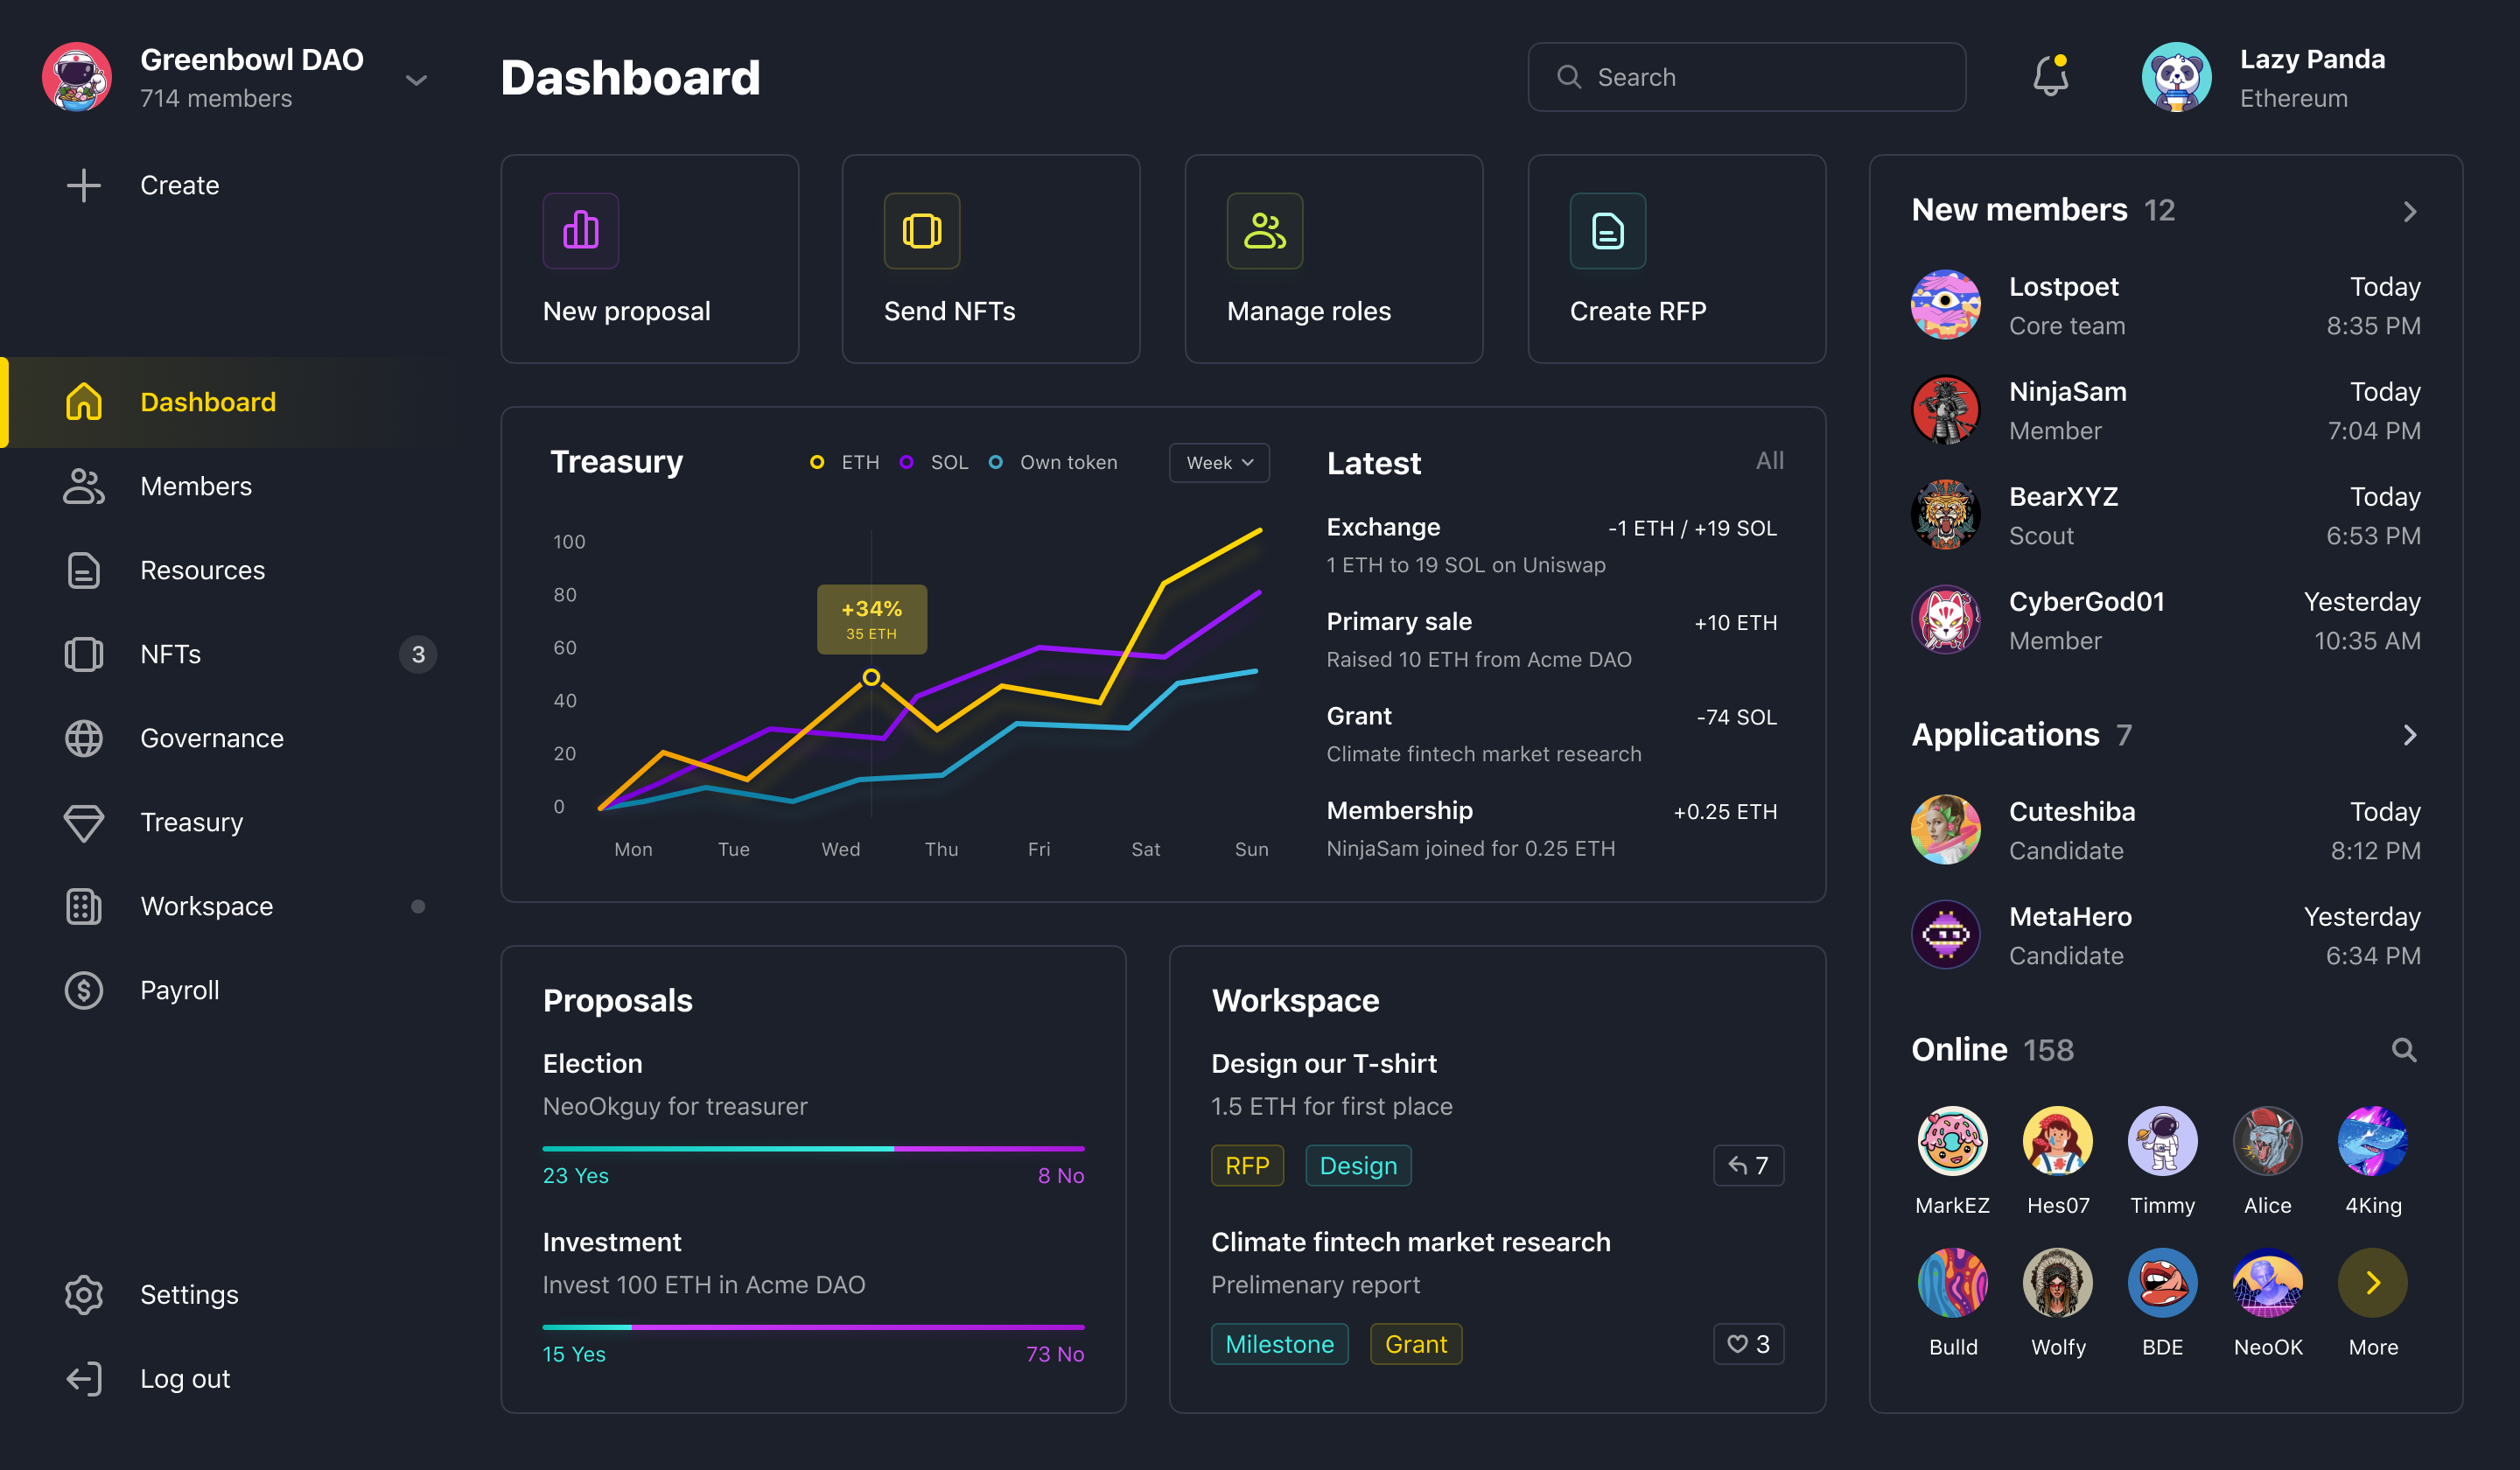 Greenbowl DAO
714 members
Create
Dashboard
Members
Resources
NFTs 3
Governance
Treasury
Workspace
Payroll
Settings
Log out
Dashboard
Search
Lazy Panda
Ethereum
New proposal
Send NFTs
Manage roles
Create RFP
Treasury
ETH SOL Own token
Week
100
80
60
40
20
0
+34%
35 ETH
Mon Tue Wed Thu Fri Sat Sun
Latest All
Exchange -1 ETH / +19 SOL
1 ETH to 19 SOL on Uniswap
Primary sale +10 ETH
Raised 10 ETH from Acme DAO
Grant -74 SOL
Climate fintech market research
Membership +0.25 ETH
NinjaSam joined for 0.25 ETH
Proposals
Election
NeoOkguy for treasurer
23 Yes 8 No
Investment
Invest 100 ETH in Acme DAO
15 Yes 73 No
Workspace
Design our T-shirt
1.5 ETH for first place
RFP Design 7
Climate fintech market research
Prelimenary report
Milestone Grant 3
New members 12
Lostpoet Today
Core team 8:35 PM
NinjaSam Today
Member 7:04 PM
BearXYZ Today
Scout 6:53 PM
CyberGod01 Yesterday
Member 10:35 AM
Applications 7
Cuteshiba Today
Candidate 8:12 PM
MetaHero Yesterday
Candidate 6:34 PM
Online 158
MarkEZ Hes07 Timmy Alice 4King
Bulld Wolfy BDE NeoOK More